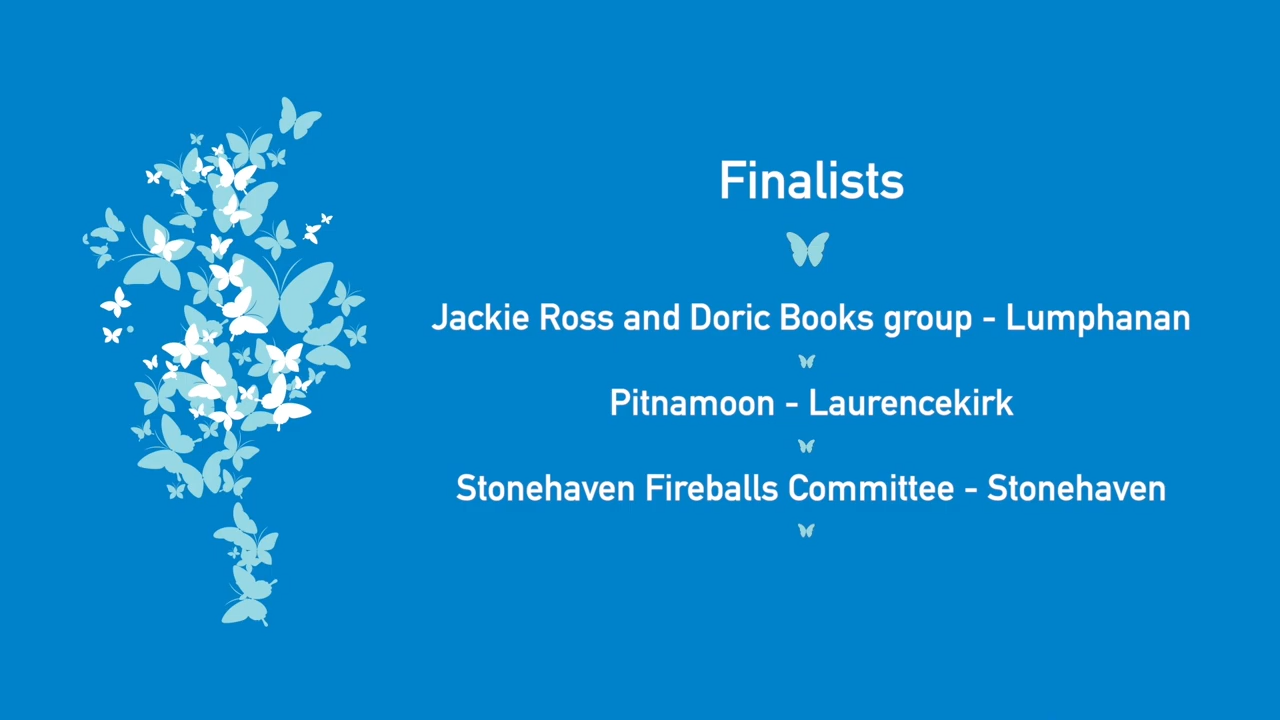 Finalists
Jackie Ross and Doric Books group - Lumphanan
Pitnamoon - Laurencekirk
Stonehaven Fireballs Committee - Stonehaven